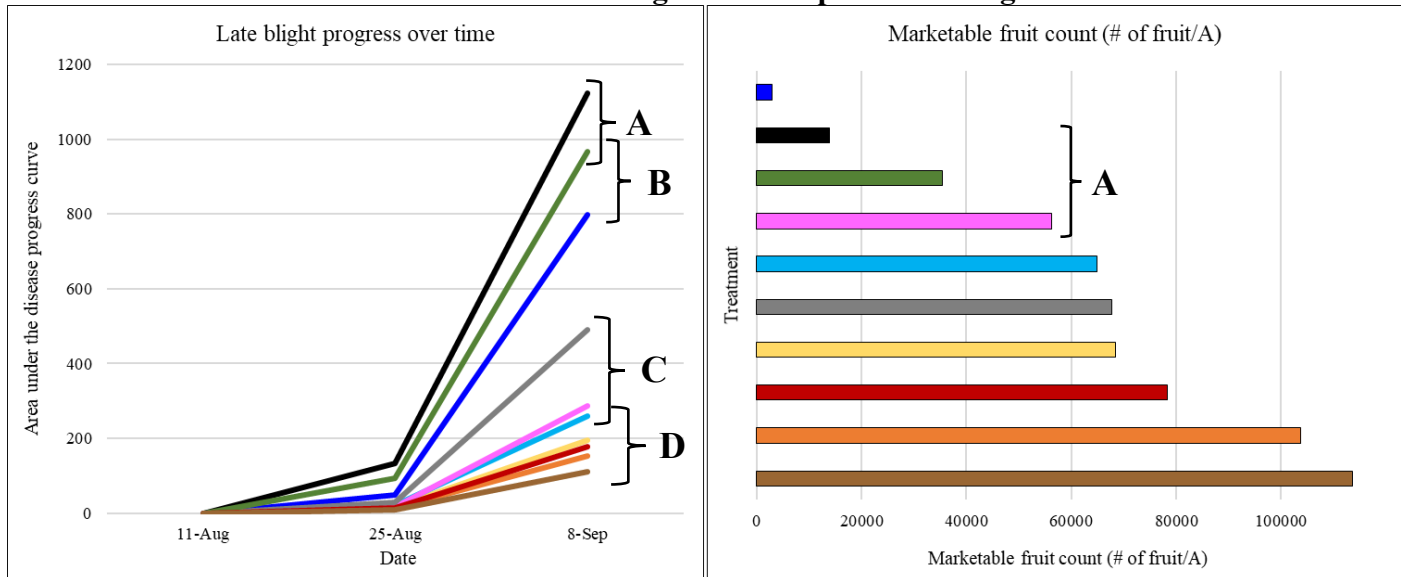 Late blight progress over time
Area under the disease progress curve
1200
1000
800
600
400
200
0
11-Aug
25-Aug
8-Sep
Date
A
B
C
D
Marketable fruit count (# of fruit/A)
Treatment
A
0
20000
40000
60000
80000
100000
Marketable fruit count (# of fruit/A)